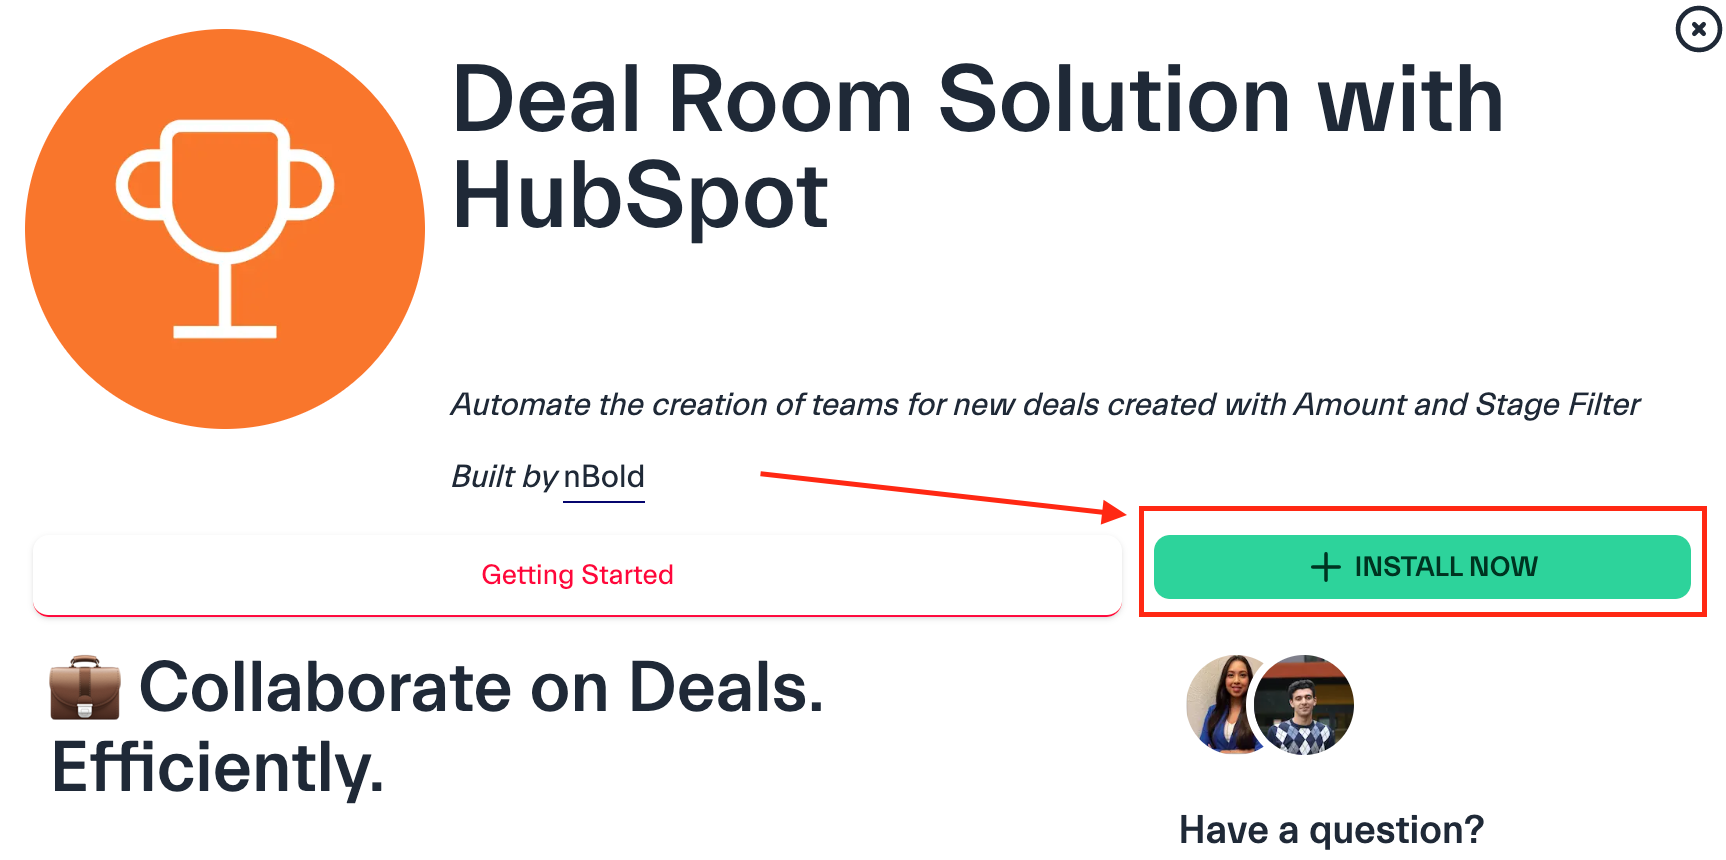 Deal Room Solution with
HubSpot
Automate the creation of teams for new deals created with Amount and Stage Filter
Built by nBold
Getting Started
INSTALL NOW
Collaborate on Deals.
Efficiently.
Have a question?